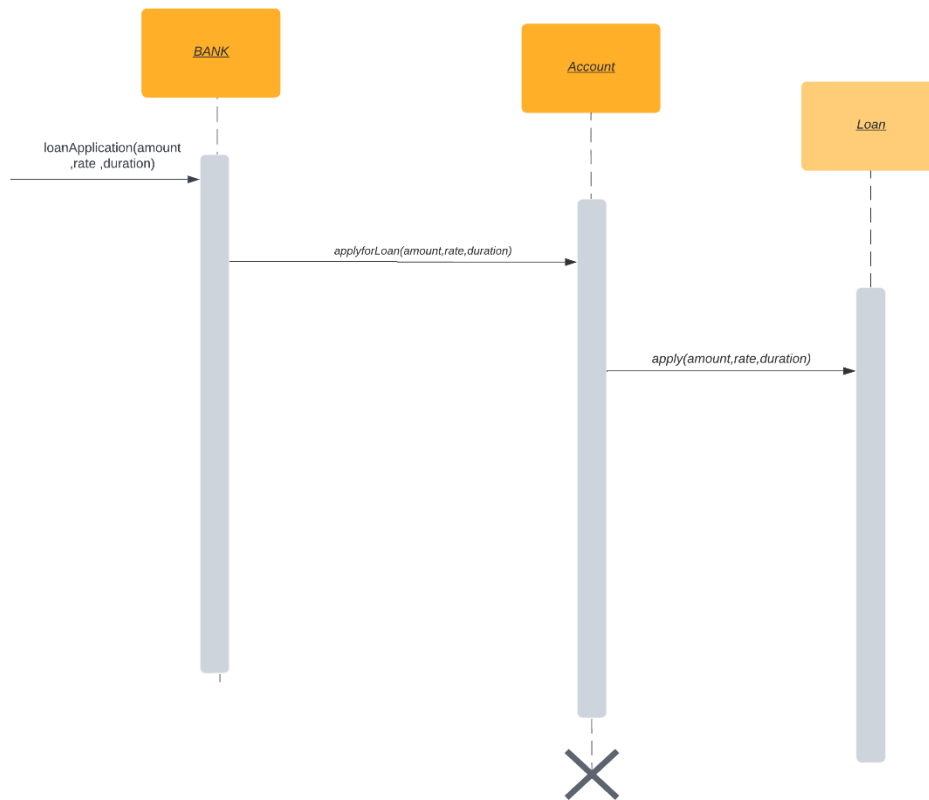 BANK
Account
Loan
loanApplication(amount
,rate ,duration)
applyforLoan(amount,rate,duration)
apply(amount,rate,duration)